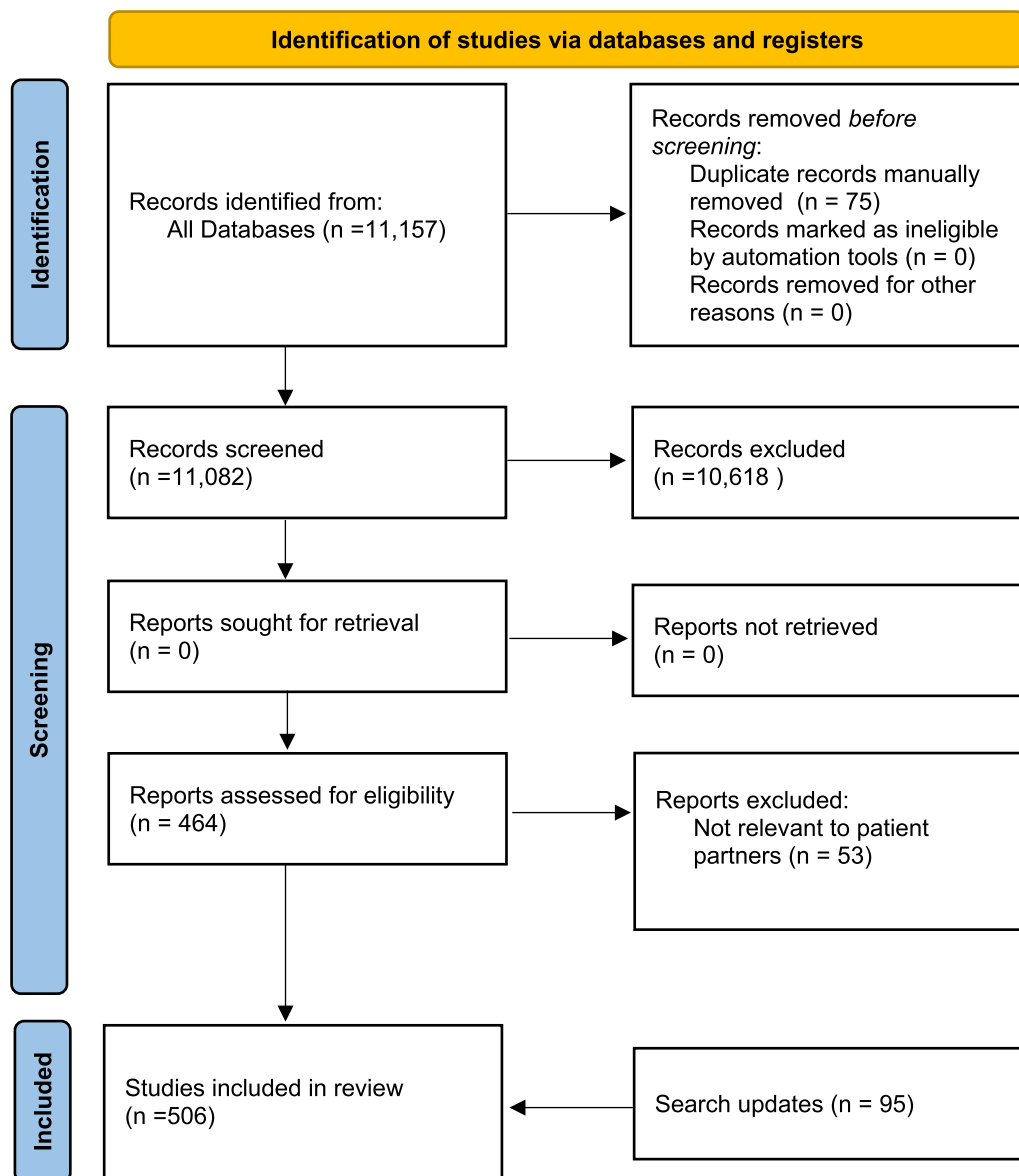 Identification of studies via databases and registers
Identification
Records identified from:
All Databases (n =11,157)
Records removed before
screening:
Duplicate records manually
removed  (n = 75)
Records marked as ineligible
by automation tools (n = 0)
Records removed for other
reasons (n = 0)
Screening
Records screened
(n =11,082)
Records excluded
(n =10,618 )
Reports sought for retrieval
(n = 0)
Reports not retrieved
(n = 0)
Reports assessed for eligibility
(n = 464)
Reports excluded:
Not relevant to patient
partners (n = 53)
Included
Studies included in review
(n =506)
Search updates (n = 95)